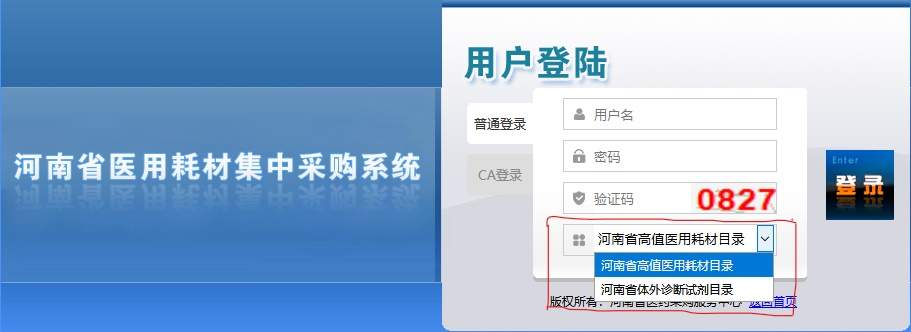 河南省医用耗材集中采购系统
用户登陆
普通登录
CA登录
用户名
密码
验证码
0827
河南省高值医用耗材目录
河南省高值医用耗材目录
河南省体外诊断试剂目录
Enter
登录
版权所有：河南省医药采购服务中心 返回首页